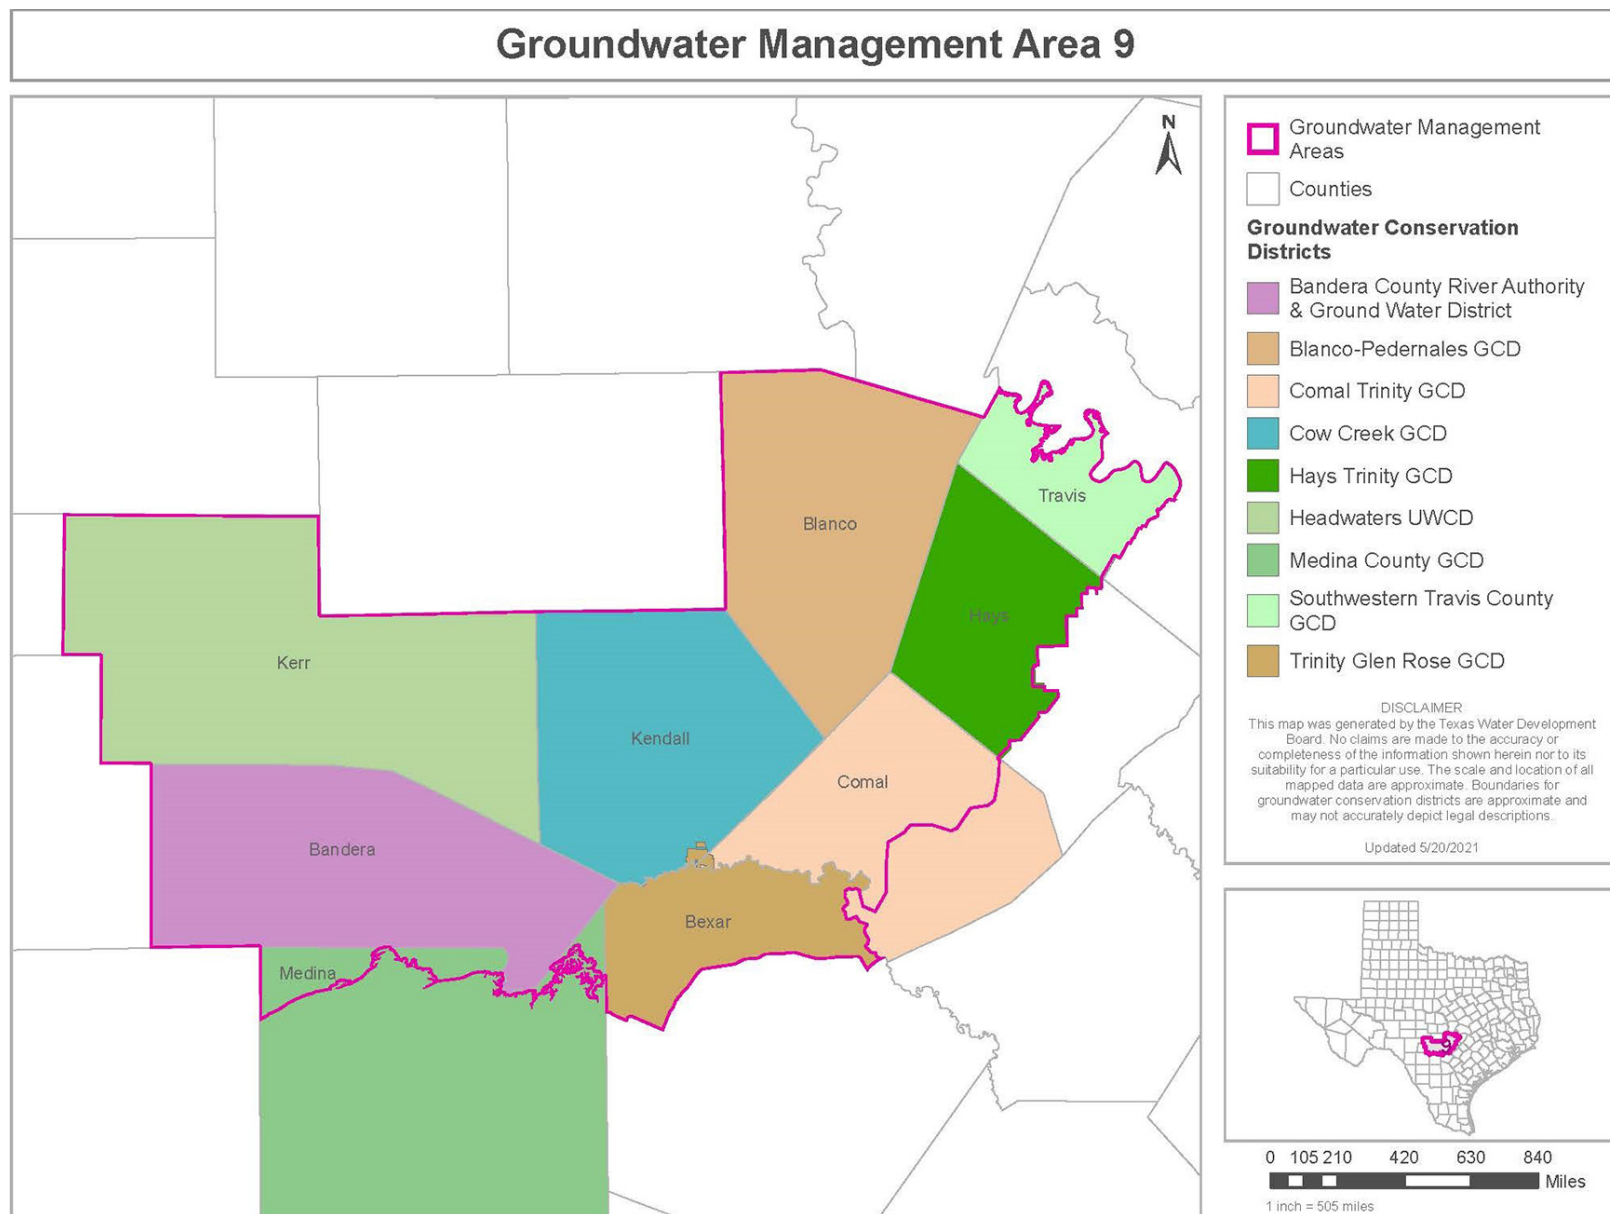 Groundwater Management Area 9
N
Travis
Blanco
Hays
Kerr
Kendall
Comal
Bandera
Bexar
Medina
Groundwater Management
Areas
Counties
Groundwater Conservation
Districts
Bandera County River Authority
& Ground Water District
Blanco-Pedernales GCD
Comal Trinity GCD
Cow Creek GCD
Hays Trinity GCD
Headwaters UWCD
Medina County GCD
Southwestern Travis County
GCD
Trinity Glen Rose GCD
DISCLAIMER
This map was generated by the Texas Water Development
Board. No claims are made to the accuracy or
completeness of the information shown herein nor to its
suitability for a particular use. The scale and location of all
mapped data are approximate. Boundaries for
groundwater conservation districts are approximate and
may not accurately depict legal descriptions.
Updated 5/20/2021
9
0 105 210 420 630 840
Miles
1 inch = 505 miles